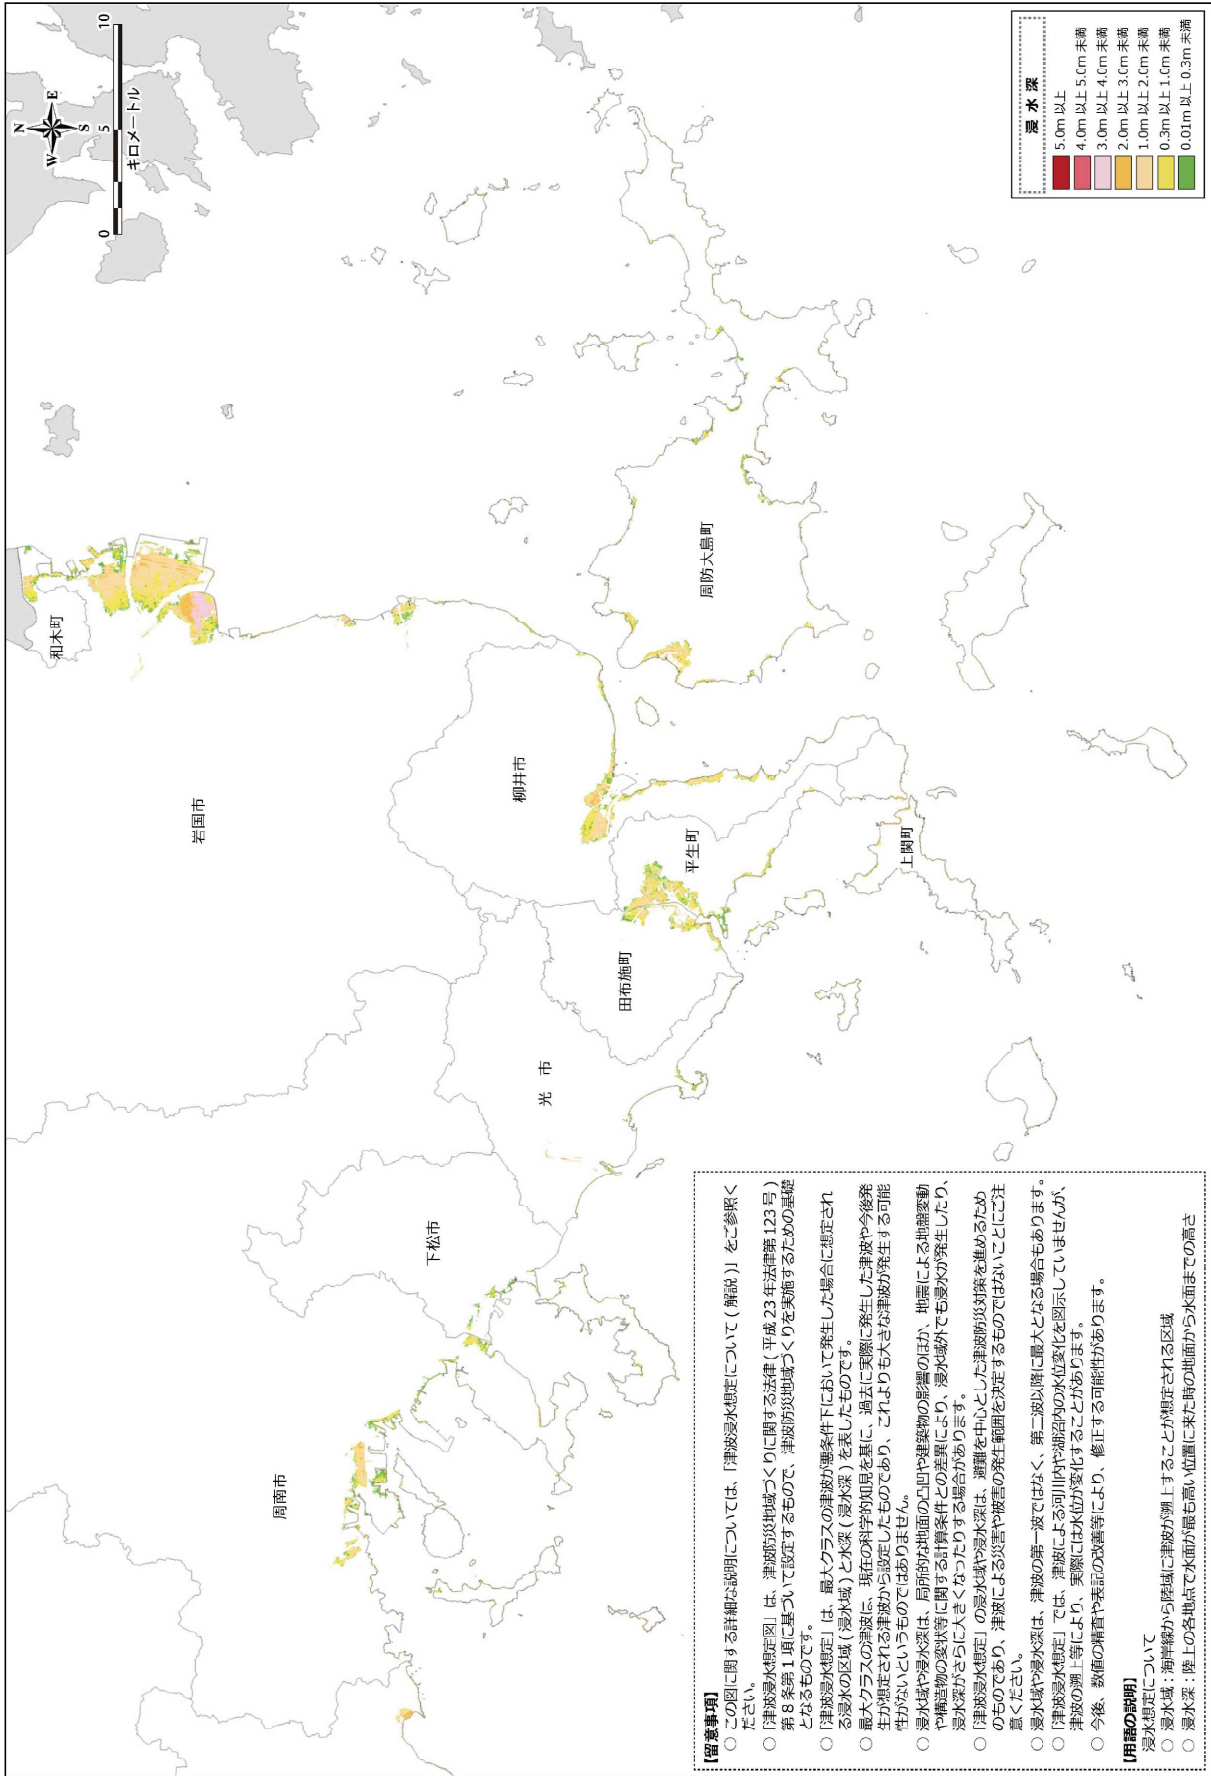 【留意事項】
○ この図に関する詳細な説明については、「津波浸水想定について（解説）」をご参照く
ださい。
○ 「津波浸水想定図」は、津波防災地域づくりに関する法律（平成23年法律第123号）
第8条第1項に基づいて設定するもので、津波防災地域づくりを実施するための基礎
となるものです。
○ 「津波浸水想定」は、最大クラスの津波が悪条件下において発生した場合に想定され
る浸水の区域（浸水域）と水深（浸水深）を表したものです。
○ 最大クラスの津波は、現在の科学的知見を基に、過去に実際に発生した津波や今後発
生が想定される津波から設定したものであり、これよりも大きな津波が発生する可能
性がないというものではありません。
○ 浸水域や浸水深は、局所的な地面の凸凹や建築物の影響のほか、地震による地盤変動
や構造物の変状等に関する計算条件との差異により、浸水域外でも浸水が発生したり、
浸水深がさらに大きくなったりする場合があります。
○ 「津波浸水想定」の浸水域や浸水深は、避難を中心とした津波防災対策を進めるため
のものであり、津波による災害や被害の発生範囲を決定するものではないことにご注
意ください。
○ 浸水域や浸水深は、津波の第一波ではなく、第二波以降に最大となる場合もあります。
○ 「津波浸水想定」では、津波による河川内や湖沼内の水位変化を図示していませんが、
津波の遡上等により、実際には水位が変化することがあります。
○ 今後、数値の精査や表記の改善等により、修正する可能性があります。
【用語の説明】
浸水想定について
○ 浸水域：海岸線から陸域に津波が遡上することが想定される区域
○ 浸水深：陸上の各地点で水面が最も高い位置に来た時の地面から水面までの高さ
周南市
下松市
光 市
田布施町
平生町
上関町
柳井市
岩国市
和木町
周防大島町
N
W
E
S
0
5
10
キロメートル
浸 水 深
5.0m 以上
4.0m 以上 5.0m 未満
3.0m 以上 4.0m 未満
2.0m 以上 3.0m 未満
1.0m 以上 2.0m 未満
0.3m 以上 1.0m 未満
0.01m 以上 0.3m 未満